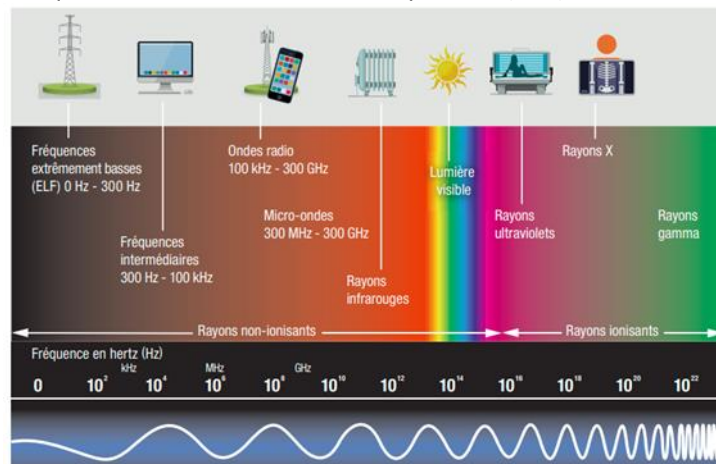 Fréquences
extrêmement basses
(ELF) 0 Hz - 300 Hz
Fréquences
intermédiaires
300 Hz - 100 kHz
Ondes radio
100 kHz - 300 GHz
Micro-ondes
300 MHz - 300 GHz
Rayons
infrarouges
Lumière
visible
Rayons
ultraviolets
Rayons X
Rayons
gamma
Rayons non-ionisants
Rayons ionisants
Fréquence en hertz (Hz)
kHz MHz GHz
0 10² 10⁴ 10⁶ 10⁸ 10¹⁰ 10¹² 10¹⁴ 10¹⁶ 10¹⁸ 10²⁰ 10²²